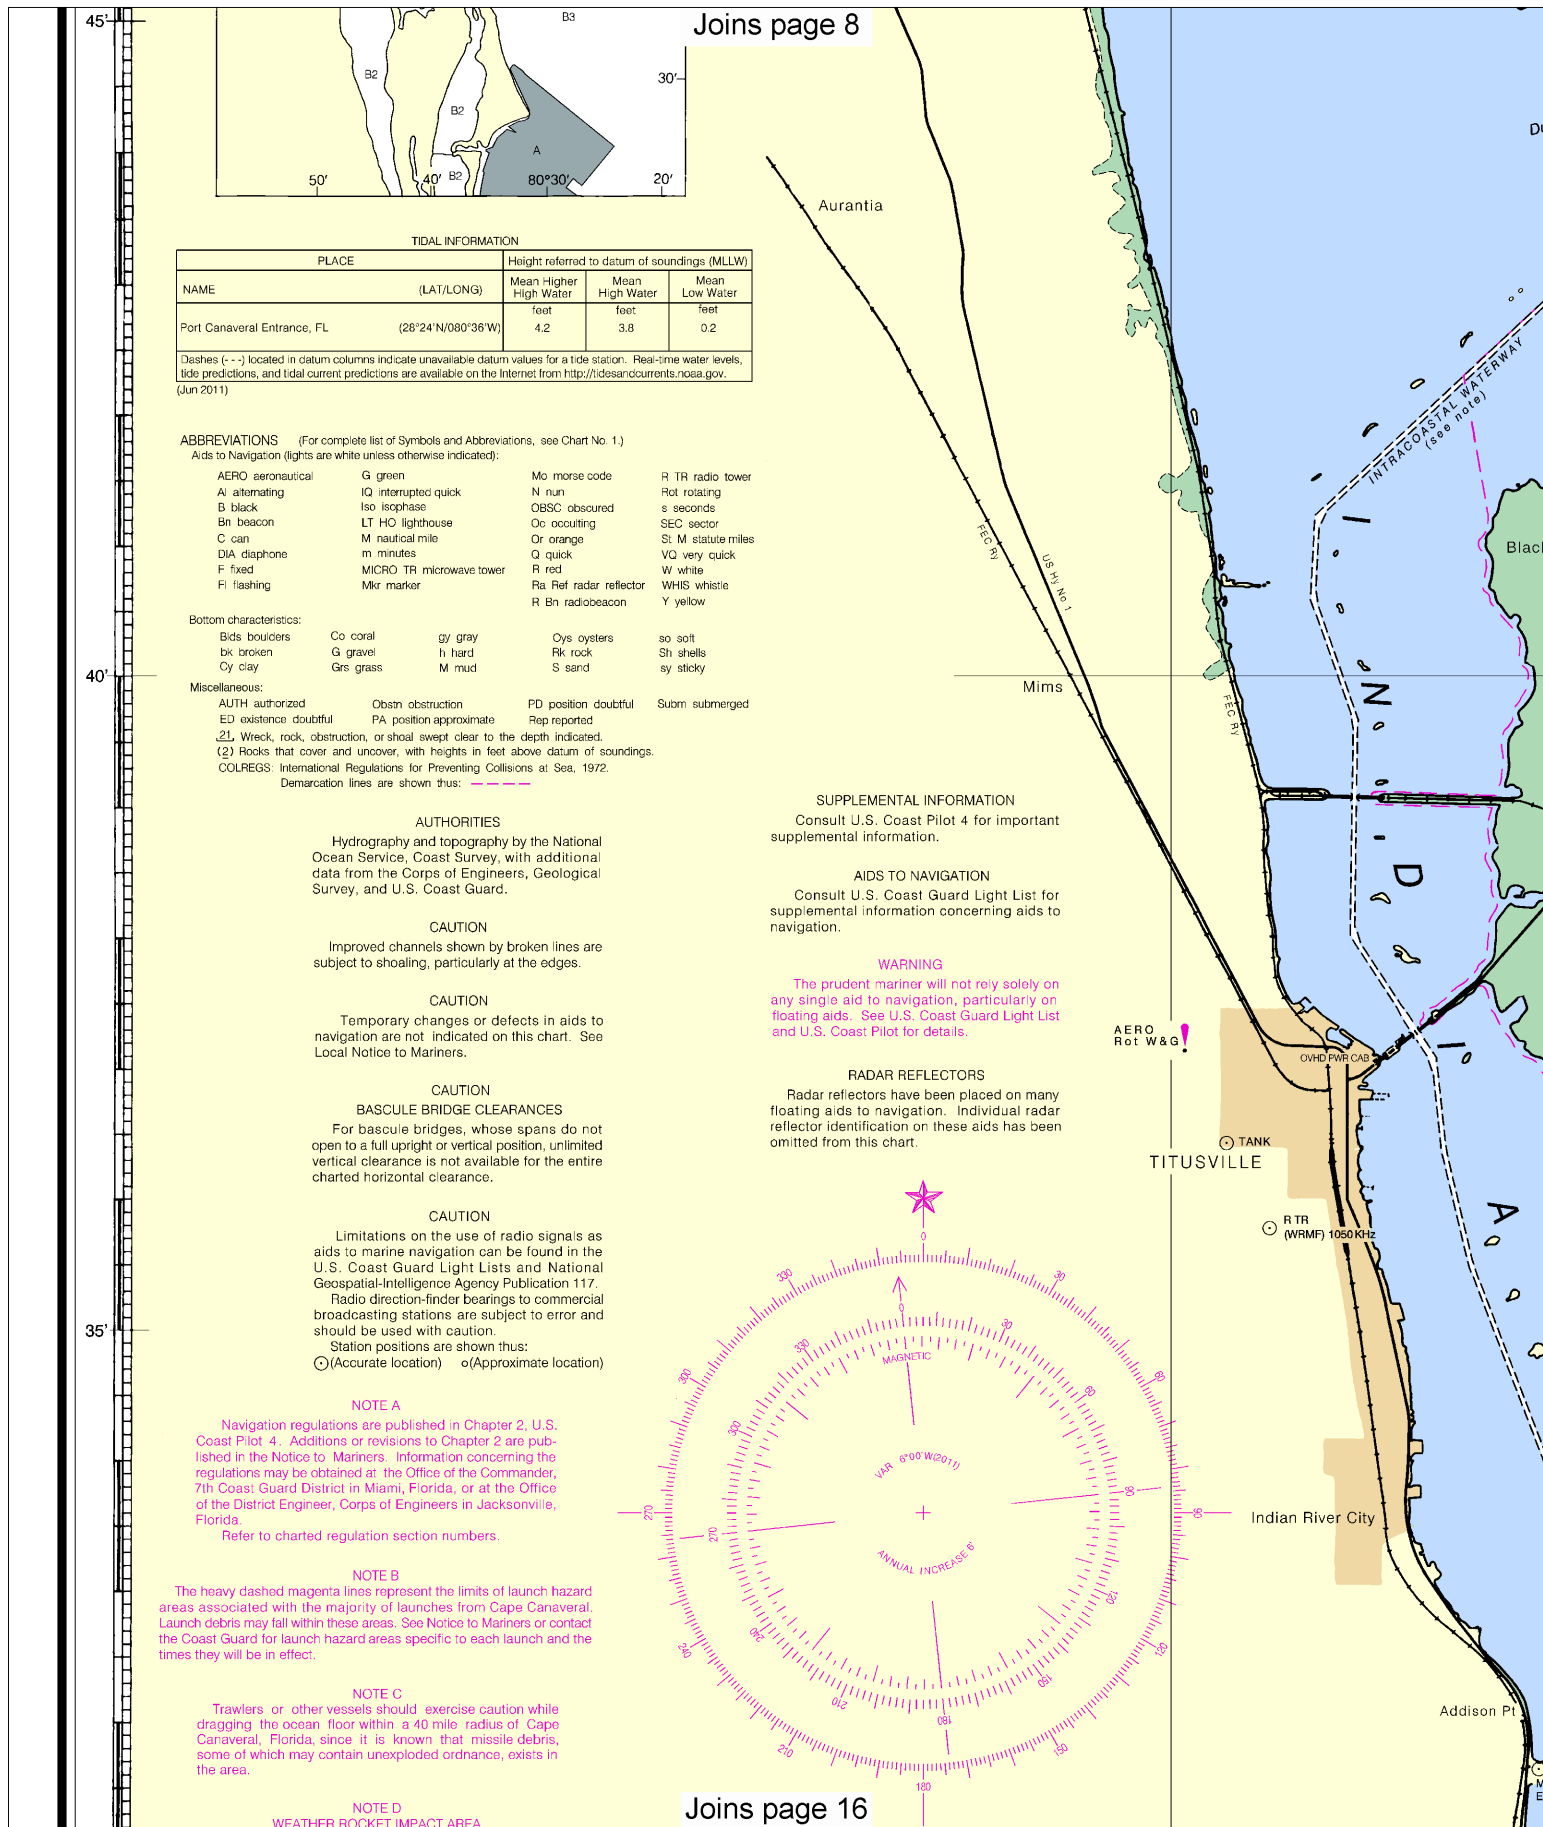 45'
B3
Joins page 8
B2
30'
B2
A
B2
50'
40'
80°30'
20'
Aurantia
TIDAL INFORMATION
PLACE
Height referred to datum of soundings (MLLW)
NAME
(LAT/LONG)
Mean Higher
High Water
Mean
High Water
Mean
Low Water
feet
feet
feet
Port Canaveral Entrance, FL
(28°24'N/080°36'W)
4.2
3.8
0.2
Dashes (- - -) located in datum columns indicate unavailable datum values for a tide station. Real-time water levels,
tide predictions, and tidal current predictions are available on the Internet from http://tidesandcurrents.noaa.gov.
(Jun 2011)
ABBREVIATIONS (For complete list of Symbols and Abbreviations, see Chart No. 1.)
Aids to Navigation (lights are white unless otherwise indicated):
AERO aeronautical
G green
Mo morse code
R TR radio tower
Al alternating
IQ interrupted quick
N nun
Rot rotating
B black
Iso isophase
OBSC obscured
s seconds
Bn beacon
LT HO lighthouse
Oc occulting
SEC sector
C can
M nautical mile
Or orange
St M statute miles
DIA diaphone
m minutes
Q quick
VQ very quick
F fixed
MICRO TR microwave tower
R red
W white
Fl flashing
Mkr marker
Ra Ref radar reflector
WHIS whistle
R Bn radiobeacon
Y yellow
Bottom characteristics:
Blds boulders
Co coral
gy gray
Oys oysters
so soft
bk broken
G gravel
h hard
Rk rock
Sh shells
Cy clay
Grs grass
M mud
S sand
sy sticky
Miscellaneous:
AUTH authorized
Obstn obstruction
PD position doubtful
Subm submerged
ED existence doubtful
PA position approximate
Rep reported
21, Wreck, rock, obstruction, or shoal swept clear to the depth indicated.
(2) Rocks that cover and uncover, with heights in feet above datum of soundings.
COLREGS: International Regulations for Preventing Collisions at Sea, 1972.
Demarcation lines are shown thus:
INTRACOASTAL WATERWAY
(see note)
FEC Ry
US Hy No 1
Blac
40'
Mims
FEC Ry
I
N
D
I
A
AUTHORITIES
Hydrography and topography by the National
Ocean Service, Coast Survey, with additional
data from the Corps of Engineers, Geological
Survey, and U.S. Coast Guard.
CAUTION
Improved channels shown by broken lines are
subject to shoaling, particularly at the edges.
CAUTION
Temporary changes or defects in aids to
navigation are not indicated on this chart. See
Local Notice to Mariners.
CAUTION
BASCULE BRIDGE CLEARANCES
For bascule bridges, whose spans do not
open to a full upright or vertical position, unlimited
vertical clearance is not available for the entire
charted horizontal clearance.
CAUTION
Limitations on the use of radio signals as
aids to marine navigation can be found in the
U.S. Coast Guard Light Lists and National
Geospatial-Intelligence Agency Publication 117.
Radio direction-finder bearings to commercial
broadcasting stations are subject to error and
should be used with caution.
Station positions are shown thus:
(Accurate location) o(Approximate location)
SUPPLEMENTAL INFORMATION
Consult U.S. Coast Pilot 4 for important
supplemental information.
AIDS TO NAVIGATION
Consult U.S. Coast Guard Light List for
supplemental information concerning aids to
navigation.
WARNING
The prudent mariner will not rely solely on
any single aid to navigation, particularly on
floating aids. See U.S. Coast Guard Light List
and U.S. Coast Pilot for details.
RADAR REFLECTORS
Radar reflectors have been placed on many
floating aids to navigation. Individual radar
reflector identification on these aids has been
omitted from this chart.
AERO
Rot W&G
OVHD PWR CAB
TANK
TITUSVILLE
R TR
(WRMF) 1050 KHz
35'
NOTE A
Navigation regulations are published in Chapter 2, U.S.
Coast Pilot 4. Additions or revisions to Chapter 2 are pub-
lished in the Notice to Mariners. Information concerning the
regulations may be obtained at the Office of the Commander,
7th Coast Guard District in Miami, Florida, or at the Office
of the District Engineer, Corps of Engineers in Jacksonville,
Florida.
Refer to charted regulation section numbers.
NOTE B
The heavy dashed magenta lines represent the limits of launch hazard
areas associated with the majority of launches from Cape Canaveral.
Launch debris may fall within these areas. See Notice to Mariners or contact
the Coast Guard for launch hazard areas specific to each launch and the
times they will be in effect.
NOTE C
Trawlers or other vessels should exercise caution while
dragging the ocean floor within a 40 mile radius of Cape
Canaveral, Florida, since it is known that missile debris,
some of which may contain unexploded ordnance, exists in
the area.
NOTE D
WEATHER ROCKET IMPACT AREA
0
30
60
90
120
150
180
210
240
270
300
330
0
30
60
90
120
150
180
210
240
270
300
330
MAGNETIC
VAR 6°00'W(2011)
ANNUAL INCREASE 6'
Indian River City
Addison Pt
Joins page 16